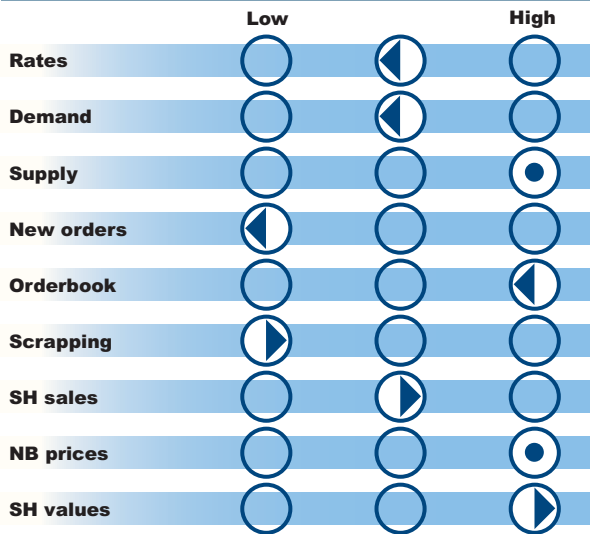 Low High
Rates
Demand
Supply
New orders
Orderbook
Scrapping
SH sales
NB prices
SH values